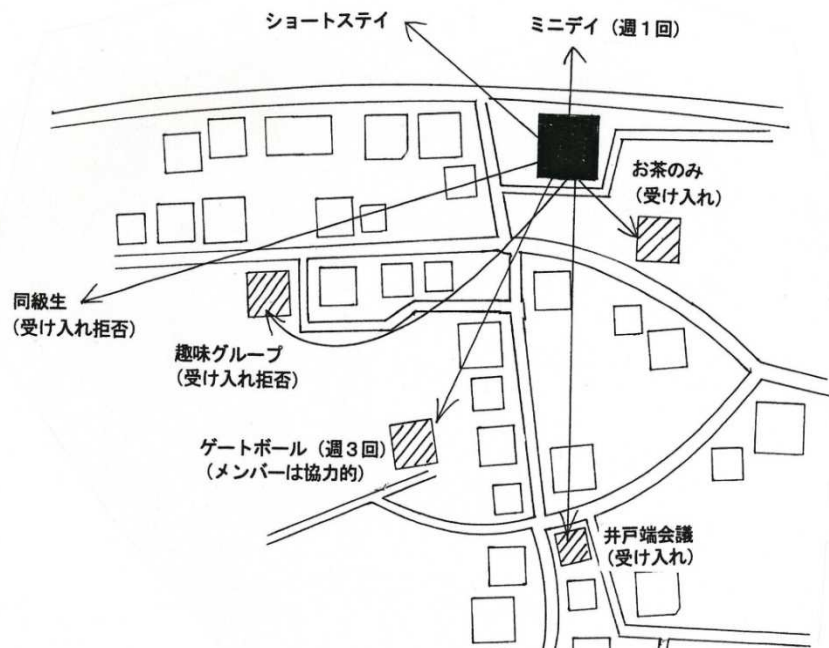 ショートステイ
ミニデイ（週１回）
お茶のみ
（受け入れ）
同級生
（受け入れ拒否）
趣味グループ
（受け入れ拒否）
ゲートボール（週３回）
（メンバーは協力的）
井戸端会議
（受け入れ）